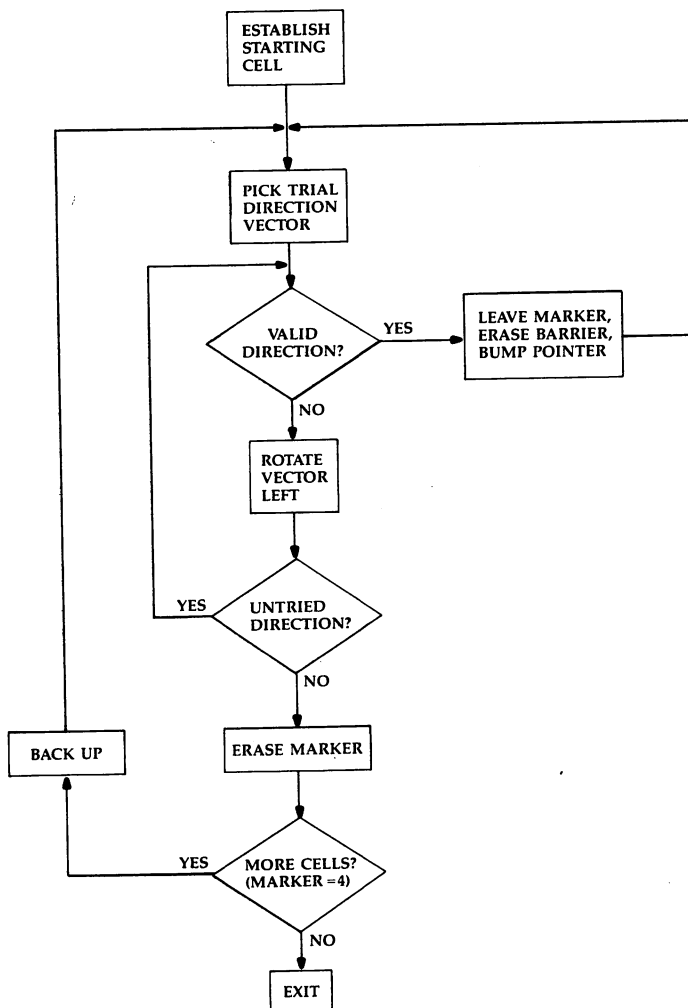 ESTABLISH
STARTING
CELL
PICK TRIAL
DIRECTION
VECTOR
VALID
DIRECTION?
YES
LEAVE MARKER,
ERASE BARRIER,
BUMP POINTER
NO
ROTATE
VECTOR
LEFT
YES
UNTRIED
DIRECTION?
NO
BACK UP
ERASE MARKER
YES
MORE CELLS?
(MARKER=4)
NO
EXIT